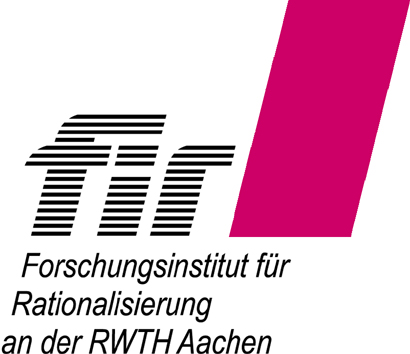 fir
Forschungsinstitut für
Rationalisierung
an der RWTH Aachen